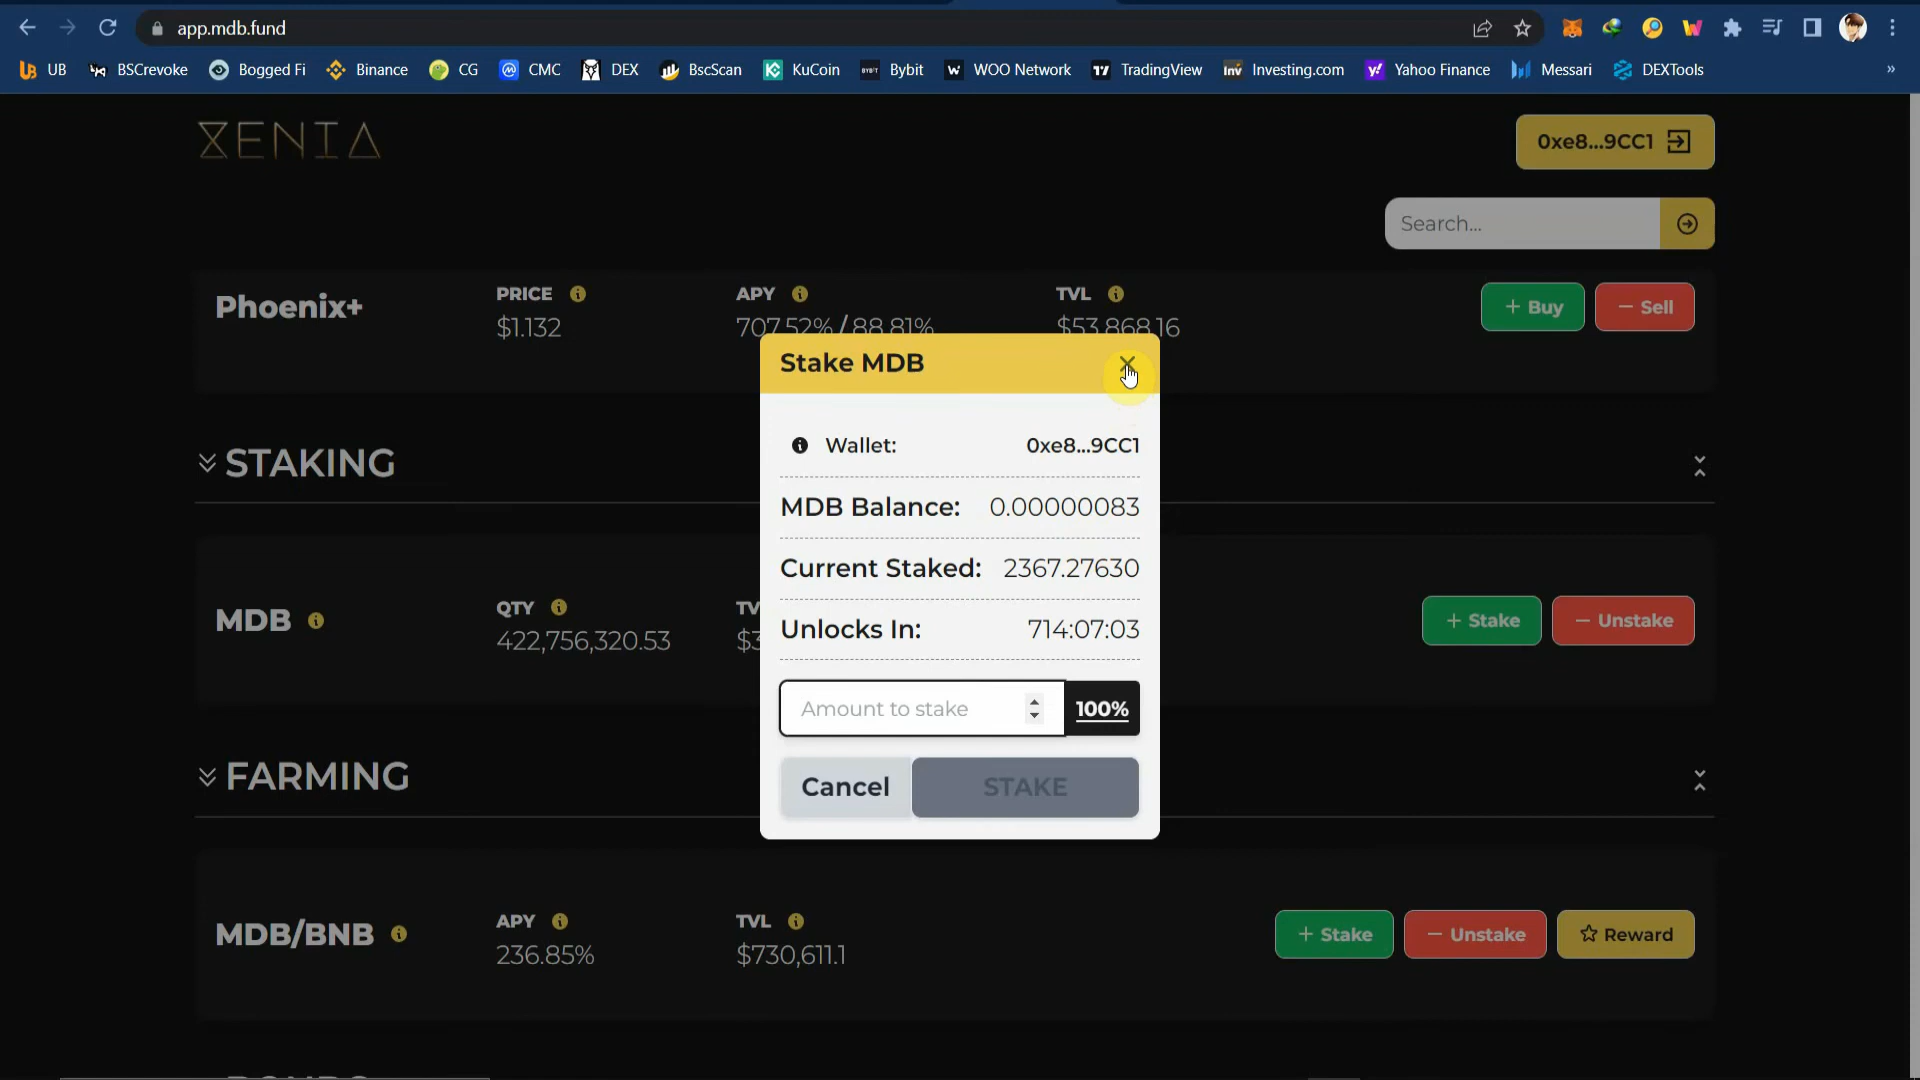 app.mdb.fund
UB BSCrevoke Bogged Fi Binance CG CMC DEX BscScan KuCoin Bybit WOO Network TradingView Investing.com Yahoo Finance Messari DEXTools »
XENIA
0xe8...9CC1
Search...
Phoenix+ PRICE APY TVL + Buy − Sell
$1.132 707.52% / 88.81% $53,868.16
Stake MDB
Wallet: 0xe8...9CC1
MDB Balance: 0.00000083
Current Staked: 2367.27630
Unlocks In: 714:07:03
Amount to stake 100%
Cancel STAKE
STAKING
MDB QTY + Stake − Unstake
422,756,320.53
FARMING
MDB/BNB APY TVL + Stake − Unstake Reward
236.85% $730,611.1